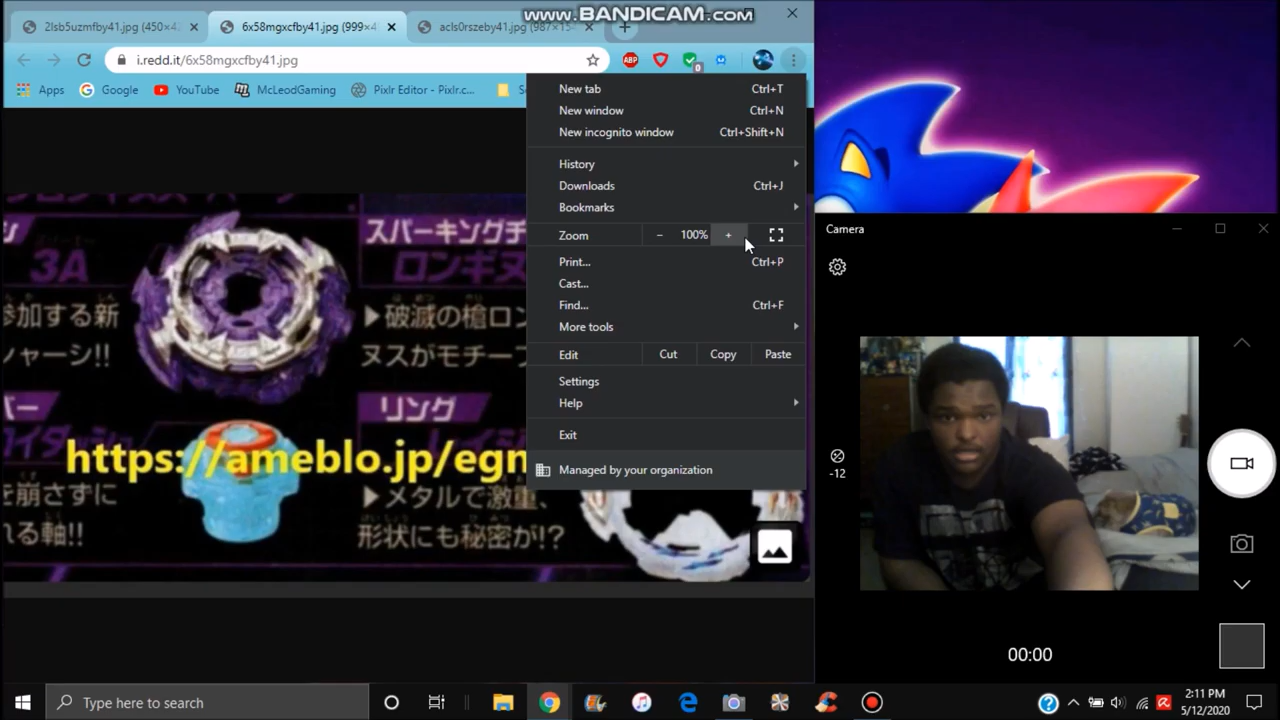 www.BANDICAM.com
2lsb5uzmfby41.jpg (450×4
6x58mgxcfby41.jpg (999×4
acls0rszeby41.jpg (987×15
i.redd.it/6x58mgxcfby41.jpg
ABP
0
Apps
Google
YouTube
McLeodGaming
Pixlr Editor - Pixlr.c...
New tab Ctrl+T
New window Ctrl+N
New incognito window Ctrl+Shift+N
History
Downloads Ctrl+J
Bookmarks
Zoom − 100% +
Print... Ctrl+P
Cast...
Find... Ctrl+F
More tools
Edit Cut Copy Paste
Settings
Help
Exit
Managed by your organization
スパーキングチ
3A
ロンギヌ
参加する新
ャーシ!!
▶破滅の槍ロン
ヌスがモチー
リング
https://ameblo.jp/egn
を崩さずに
れる軸!!
▶メタルで激重、
形状にも秘密が!?
Camera
-12
00:00
Type here to search
2:11 PM
5/12/2020